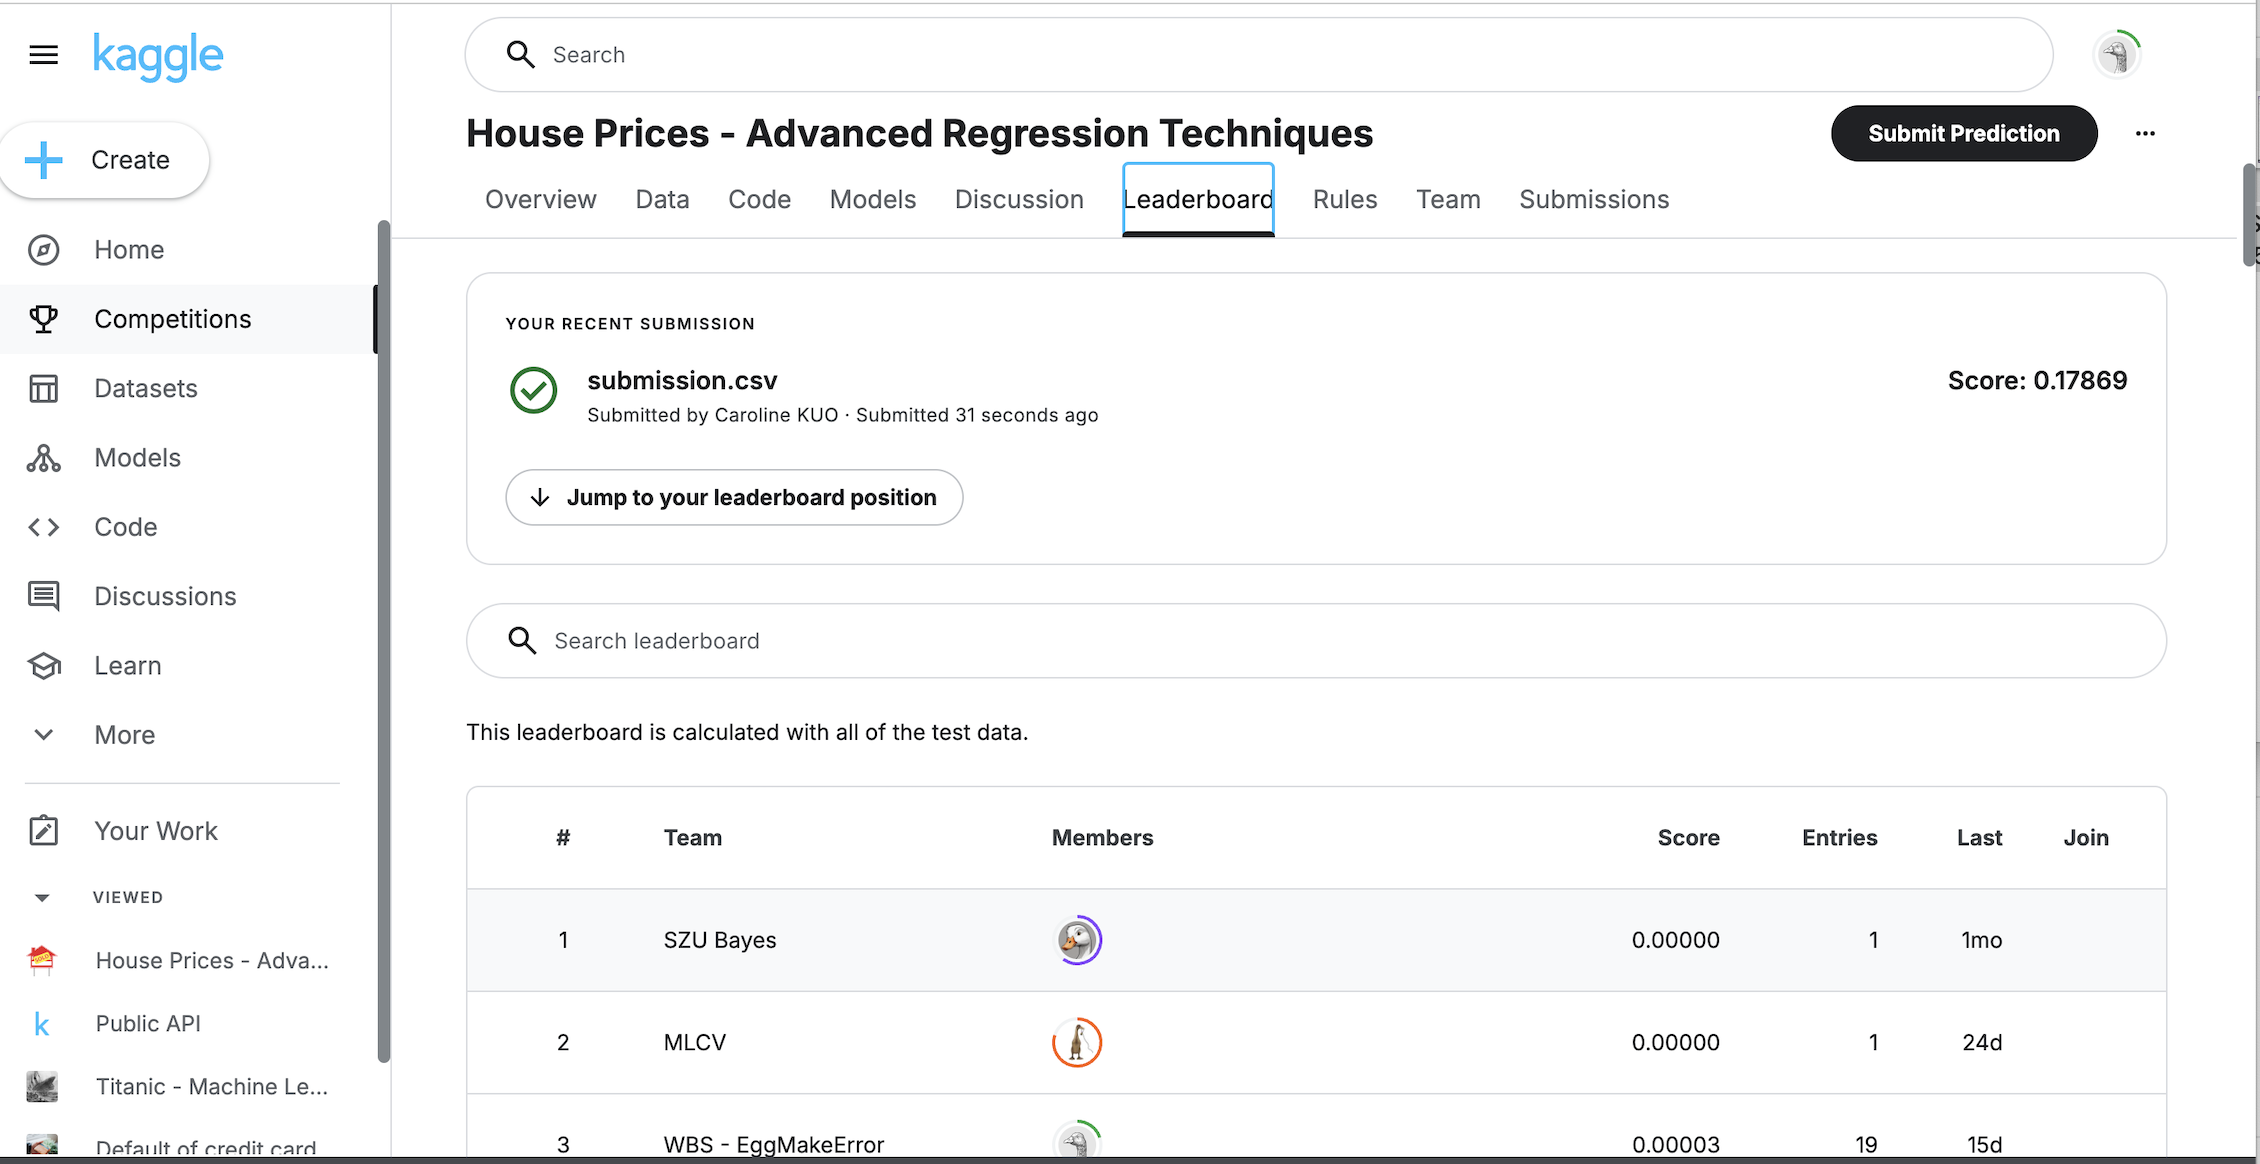 kaggle
Search
Create
House Prices - Advanced Regression Techniques
Submit Prediction
Overview Data Code Models Discussion Leaderboard Rules Team Submissions
Home
Competitions
Datasets
Models
Code
Discussions
Learn
More
Your Work
VIEWED
House Prices - Adva...
Public API
Titanic - Machine Le...
Default of credit card
YOUR RECENT SUBMISSION
submission.csv
Score: 0.17869
Submitted by Caroline KUO · Submitted 31 seconds ago
Jump to your leaderboard position
Search leaderboard
This leaderboard is calculated with all of the test data.
# Team Members Score Entries Last Join
1 SZU Bayes 0.00000 1 1mo
2 MLCV 0.00000 1 24d
3 WBS - EggMakeError 0.00003 19 15d